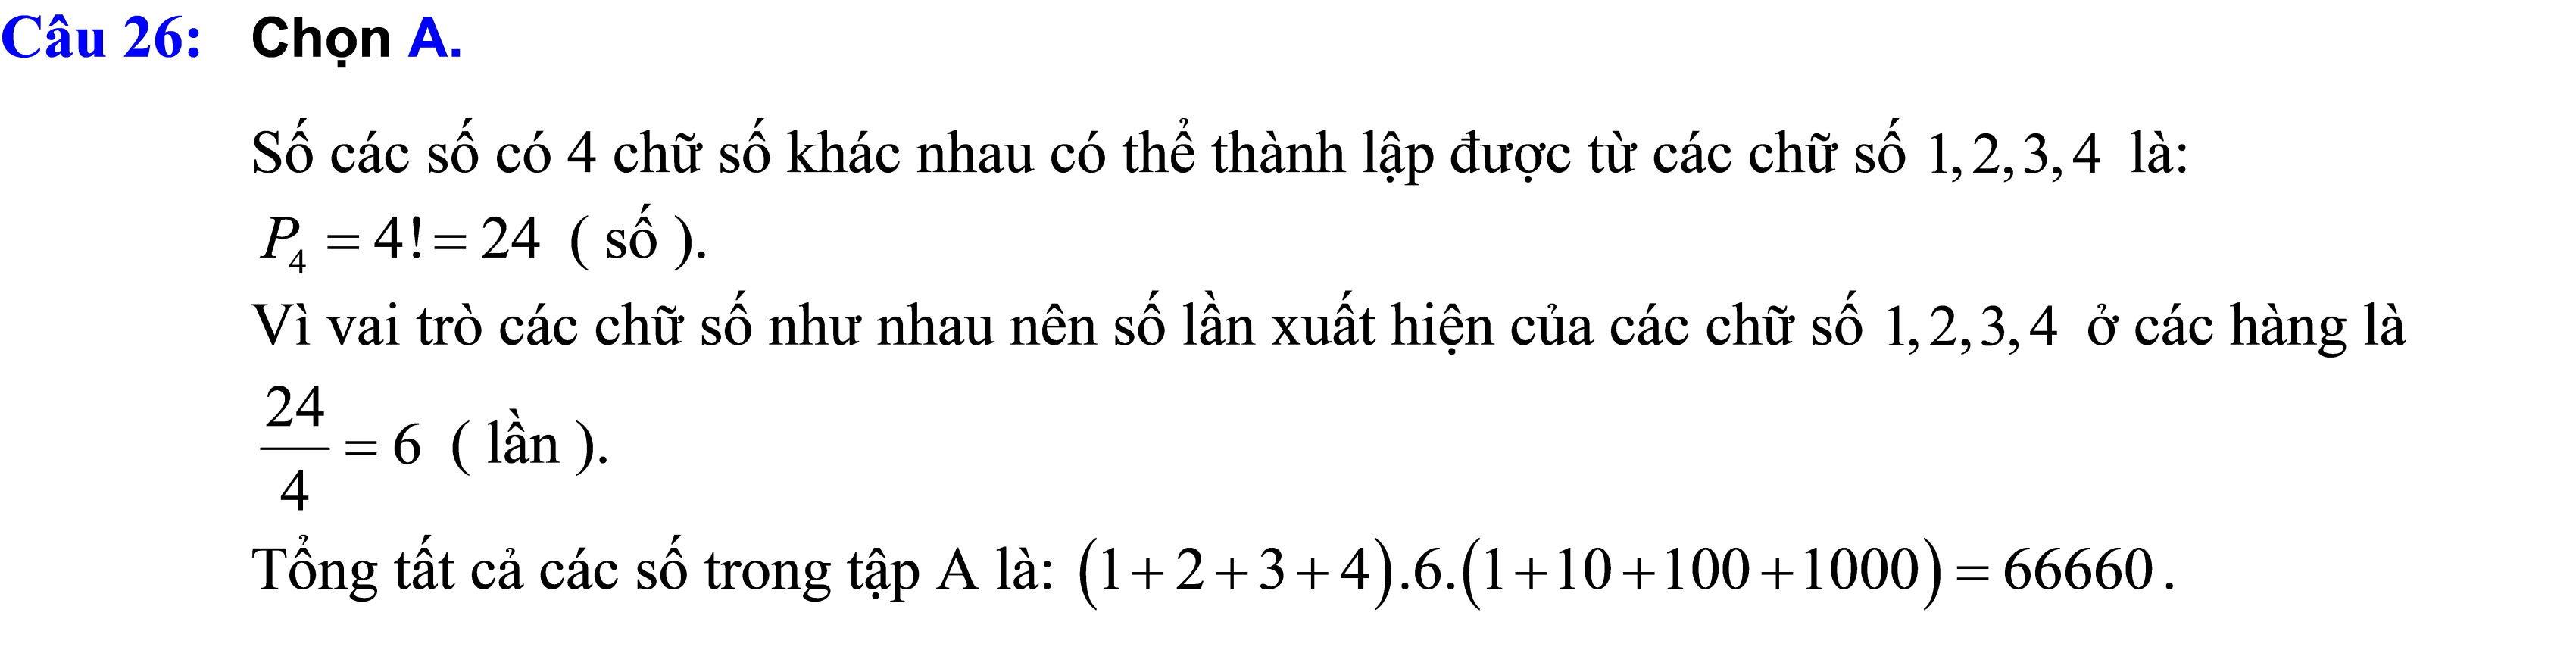 Câu 26: Chọn A.
Số các số có 4 chữ số khác nhau có thể thành lập được từ các chữ số 1,2,3,4 là:
P₄ = 4! = 24 ( số ).
Vì vai trò các chữ số như nhau nên số lần xuất hiện của các chữ số 1,2,3,4 ở các hàng là
24/4 = 6 ( lần ).
Tổng tất cả các số trong tập A là: (1+2+3+4).6.(1+10+100+1000) = 66660.